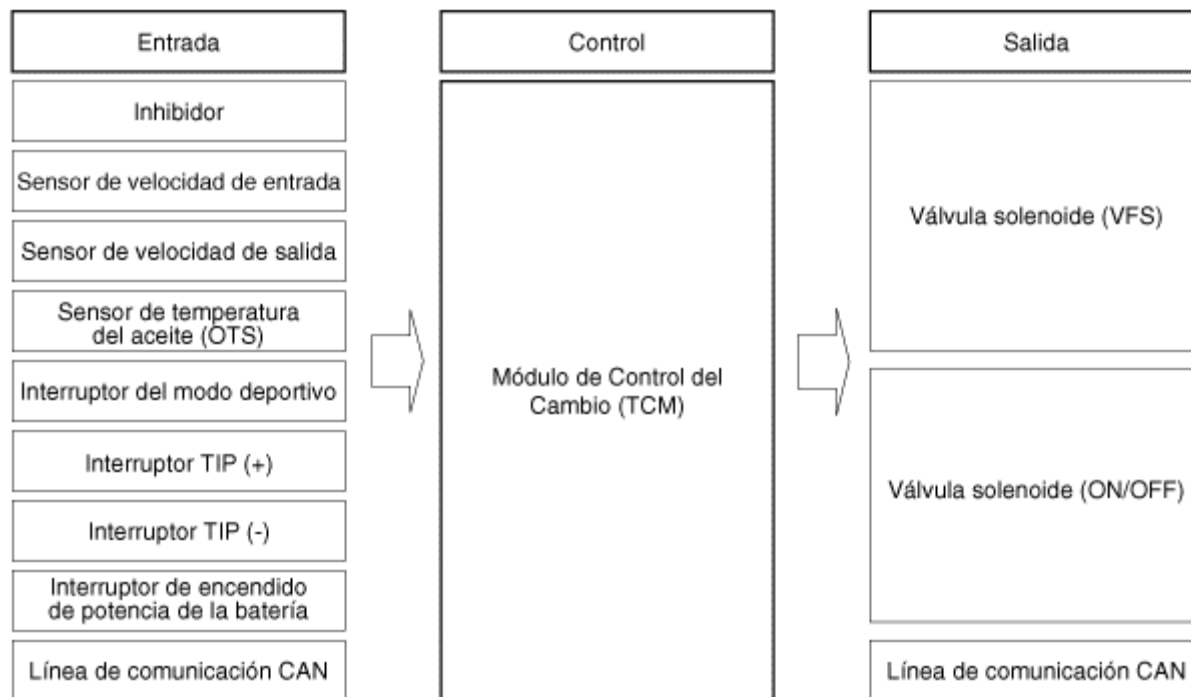 Entrada
Inhibidor
Sensor de velocidad de entrada
Sensor de velocidad de salida
Sensor de temperatura
del aceite (OTS)
Interruptor del modo deportivo
Interruptor TIP (+)
Interruptor TIP (-)
Interruptor de encendido
de potencia de la batería
Línea de comunicación CAN
Control
Módulo de Control del
Cambio (TCM)
Salida
Válvula solenoide (VFS)
Válvula solenoide (ON/OFF)
Línea de comunicación CAN